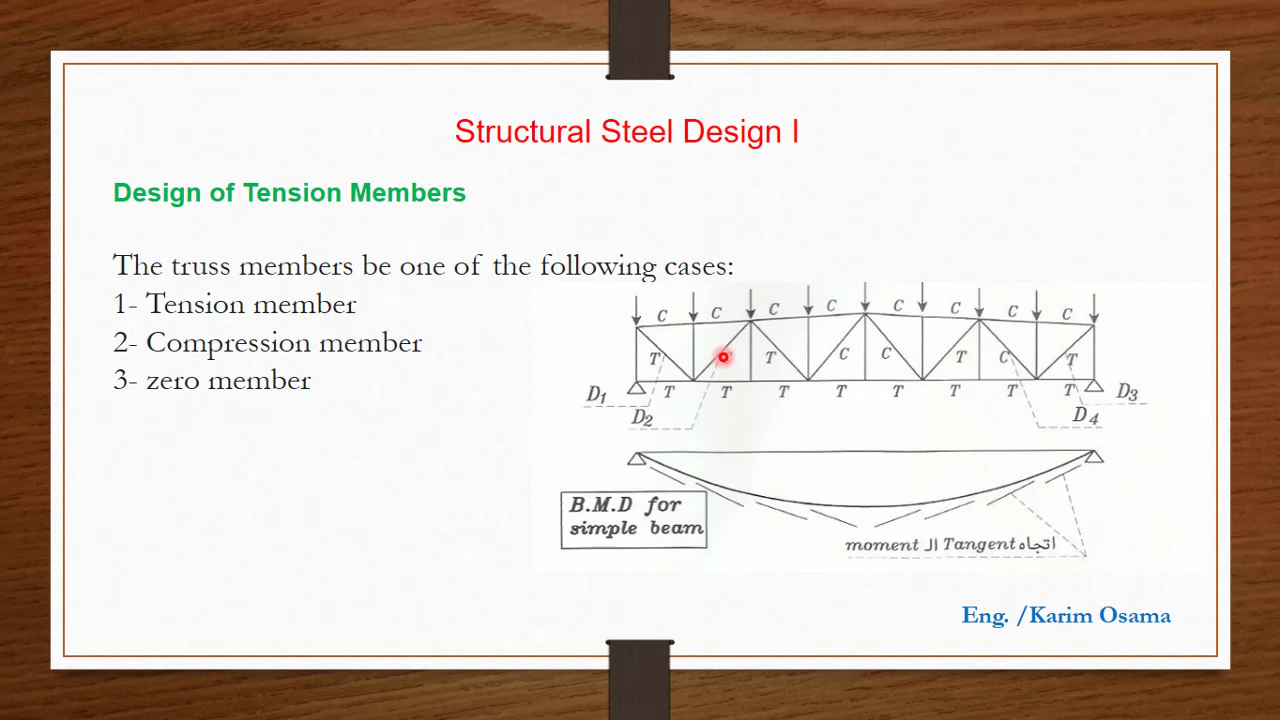 Structural Steel Design I
Design of Tension Members
The truss members be one of the following cases:
1- Tension member
2- Compression member
3- zero member
C C C C C C C C
T T C C T C T
T T T T T T T T
D1 D3
D2 D4
B.M.D for
simple beam
moment ال Tangent اتجاه
Eng. /Karim Osama